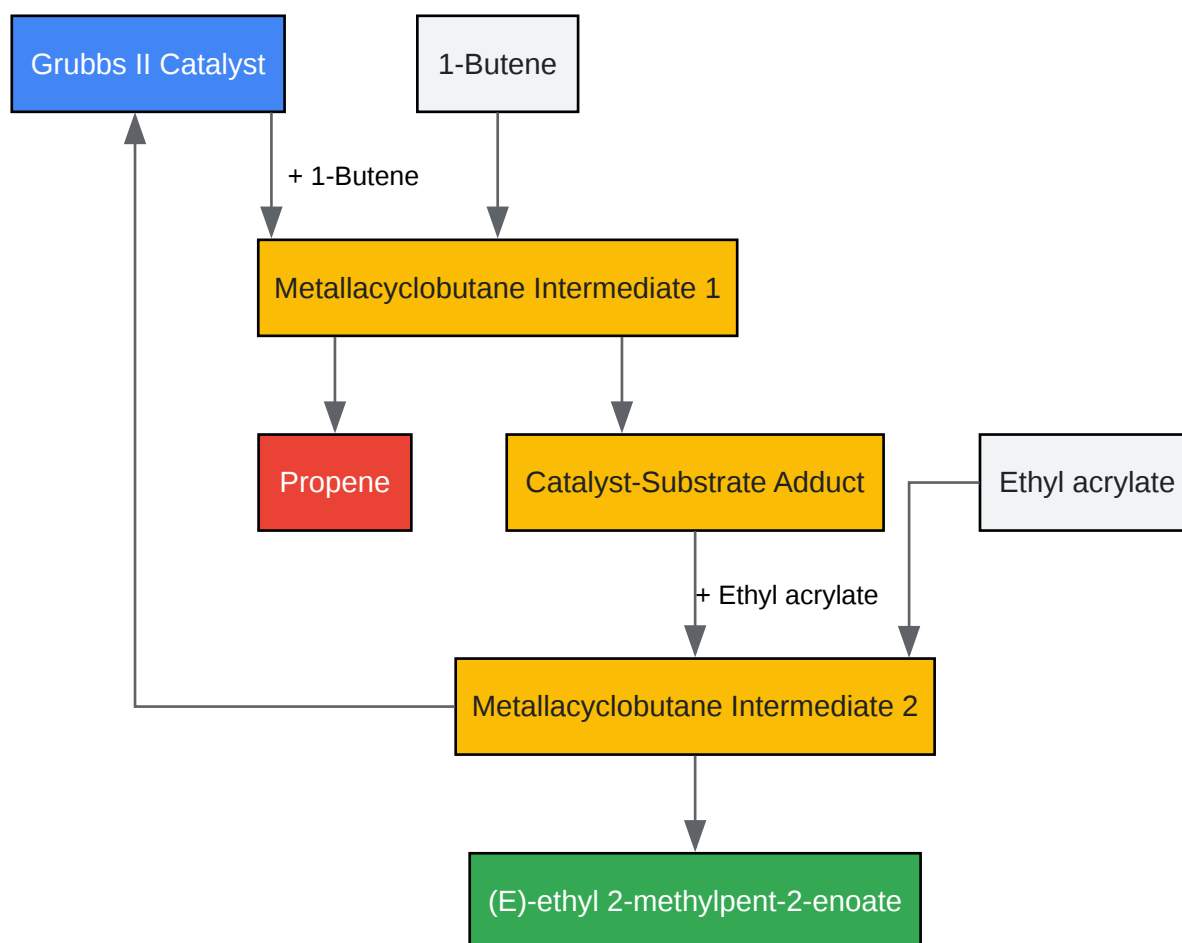 Grubbs II Catalyst
1-Butene
+ 1-Butene
Metallacyclobutane Intermediate 1
Propene
Catalyst-Substrate Adduct
Ethyl acrylate
+ Ethyl acrylate
Metallacyclobutane Intermediate 2
(E)-ethyl 2-methylpent-2-enoate